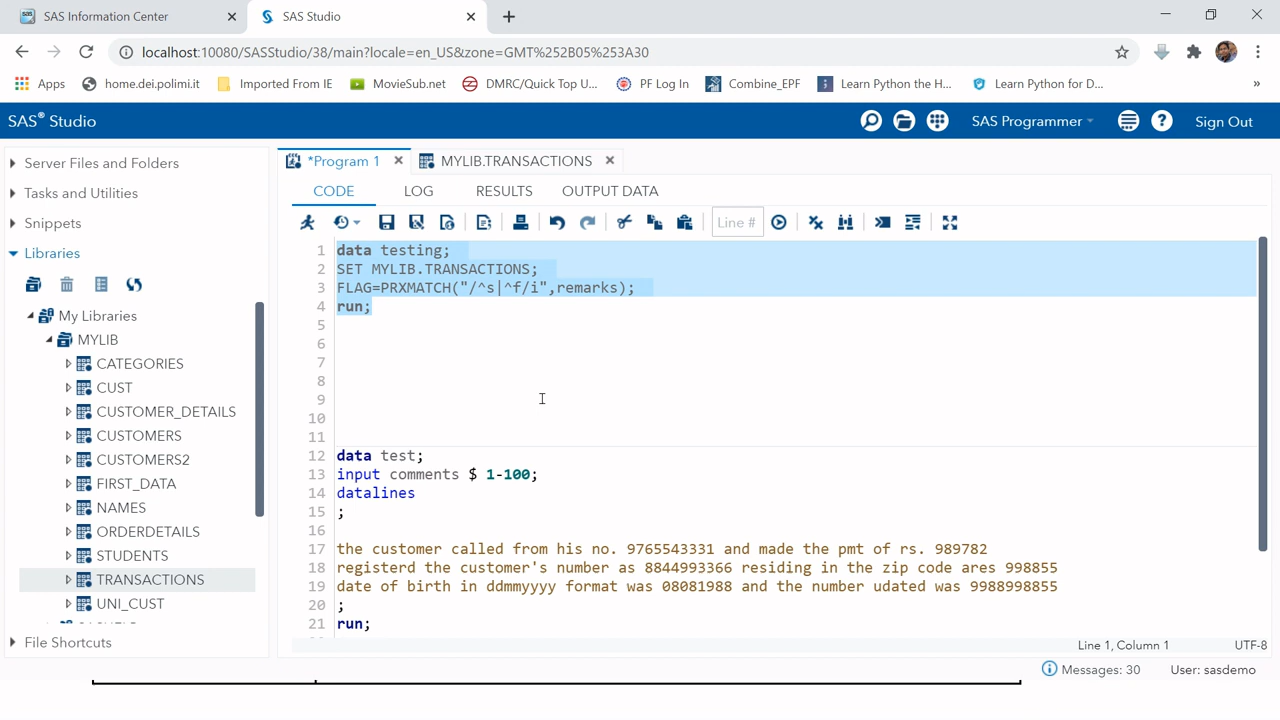 SAS Information Center
SAS Studio
localhost:10080/SASStudio/38/main?locale=en_US&zone=GMT%252B05%253A30
Apps home.dei.polimi.it Imported From IE MovieSub.net DMRC/Quick Top U... PF Log In Combine_EPF Learn Python the H... Learn Python for D... »
SAS® Studio
SAS Programmer
Sign Out
Server Files and Folders
Tasks and Utilities
Snippets
Libraries
My Libraries
MYLIB
CATEGORIES
CUST
CUSTOMER_DETAILS
CUSTOMERS
CUSTOMERS2
FIRST_DATA
NAMES
ORDERDETAILS
STUDENTS
TRANSACTIONS
UNI_CUST
File Shortcuts
*Program 1
MYLIB.TRANSACTIONS
CODE LOG RESULTS OUTPUT DATA
Line #
1 data testing;
2 SET MYLIB.TRANSACTIONS;
3 FLAG=PRXMATCH("/^s|^f/i",remarks);
4 run;
5
6
7
8
9
10
11
12 data test;
13 input comments $ 1-100;
14 datalines
15 ;
16
17 the customer called from his no. 9765543331 and made the pmt of rs. 989782
18 registerd the customer's number as 8844993366 residing in the zip code ares 998855
19 date of birth in ddmmyyyy format was 08081988 and the number udated was 9988998855
20 ;
21 run;
Line 1, Column 1 UTF-8
Messages: 30 User: sasdemo